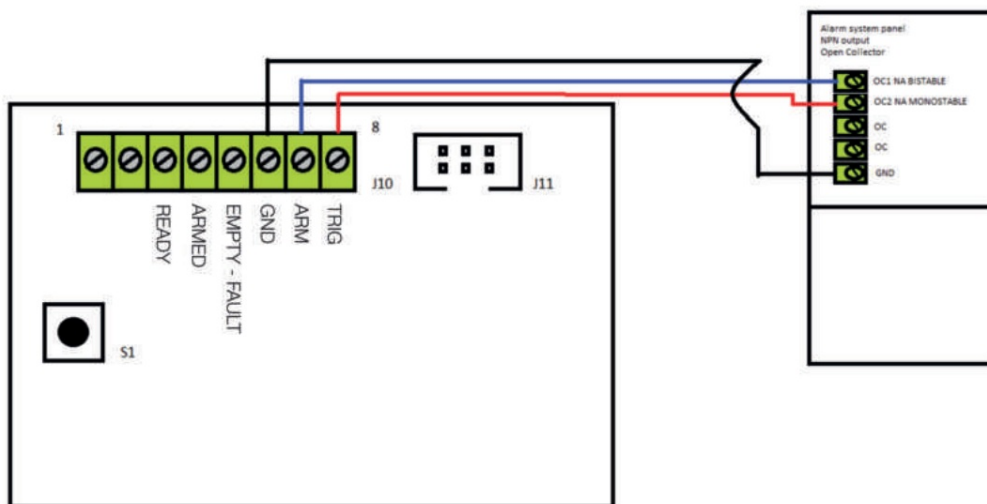 Alarm system panel
NPN output
Open Collector
OC1 NA BISTABLE
OC2 NA MONOSTABLE
OC
OC
GND
1
8
J10
J11
READY
ARMED
EMPTY - FAULT
GND
ARM
TRIG
S1